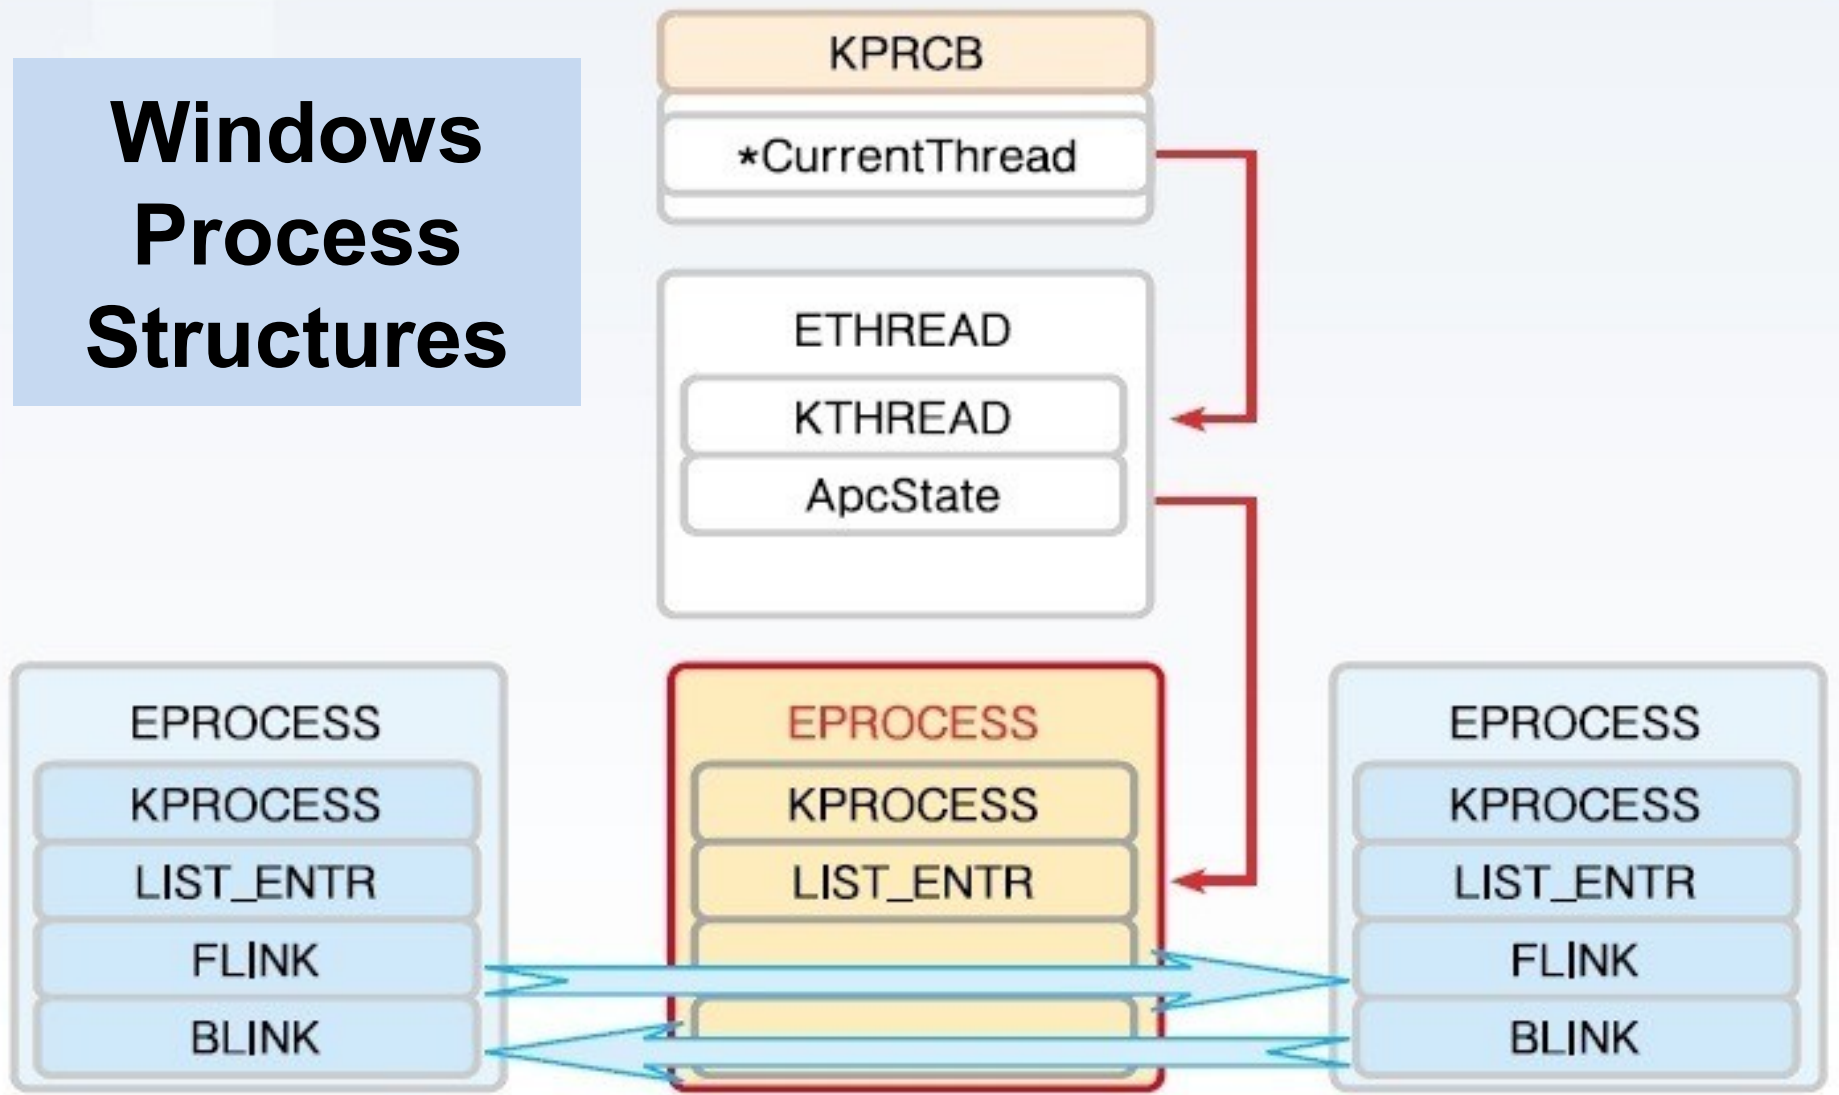 Windows
Process
Structures
KPRCB
*CurrentThread
ETHREAD
KTHREAD
ApcState
EPROCESS
KPROCESS
LIST_ENTR
FLINK
BLINK
EPROCESS
KPROCESS
LIST_ENTR
EPROCESS
KPROCESS
LIST_ENTR
FLINK
BLINK